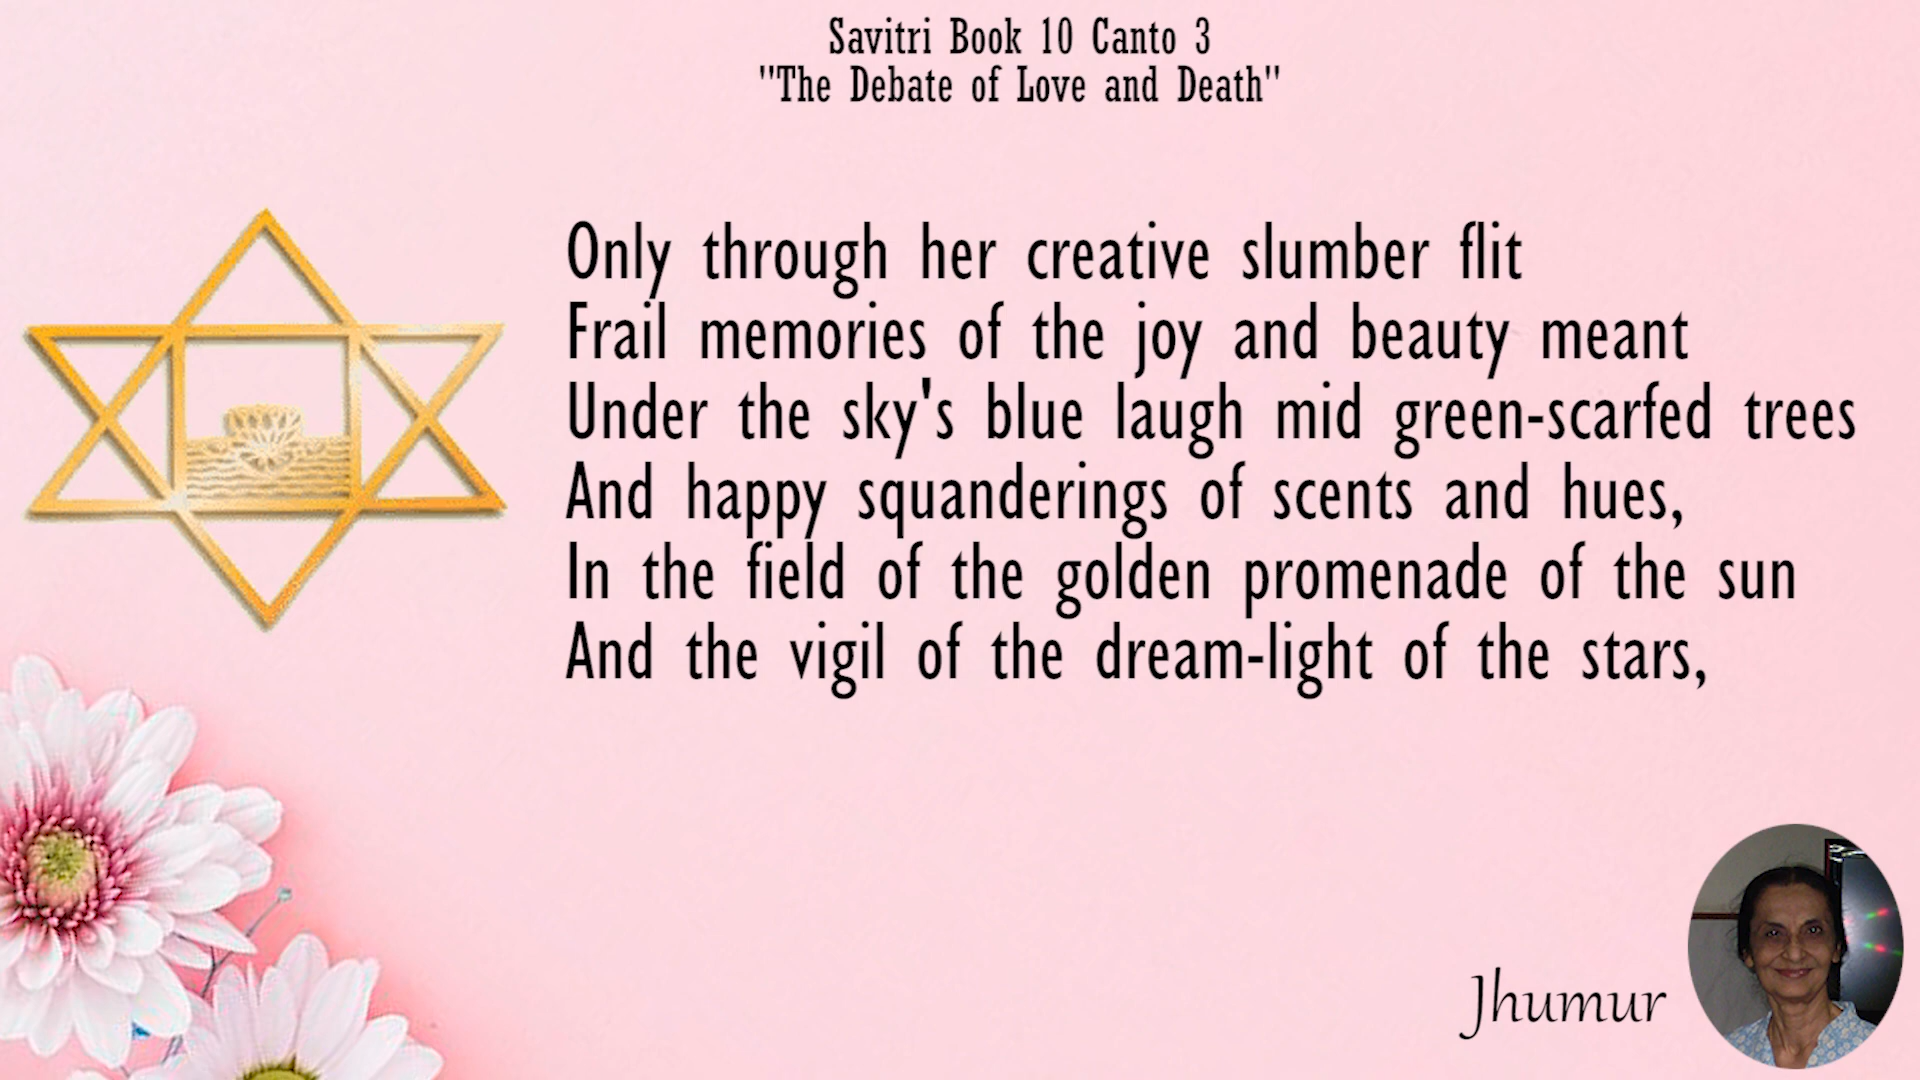 Savitri Book 10 Canto 3
"The Debate of Love and Death"
Only through her creative slumber flit
Frail memories of the joy and beauty meant
Under the sky's blue laugh mid green-scarfed trees
And happy squanderings of scents and hues,
In the field of the golden promenade of the sun
And the vigil of the dream-light of the stars,
Jhumur